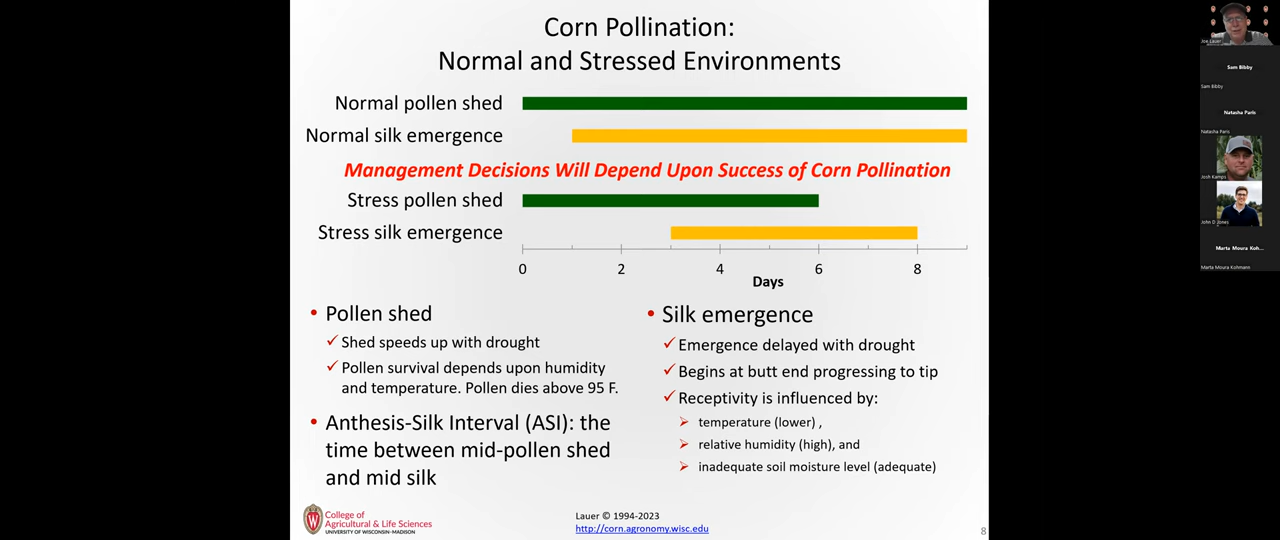 Corn Pollination:
Normal and Stressed Environments
Normal pollen shed
Normal silk emergence
Management Decisions Will Depend Upon Success of Corn Pollination
Stress pollen shed
Stress silk emergence
0 2 4 6 8
Days
• Pollen shed
✓ Shed speeds up with drought
✓ Pollen survival depends upon humidity
and temperature. Pollen dies above 95 F.
• Anthesis-Silk Interval (ASI): the
time between mid-pollen shed
and mid silk
• Silk emergence
✓ Emergence delayed with drought
✓ Begins at butt end progressing to tip
✓ Receptivity is influenced by:
➢ temperature (lower) ,
➢ relative humidity (high), and
➢ inadequate soil moisture level (adequate)
College of
Agricultural & Life Sciences
UNIVERSITY OF WISCONSIN–MADISON
Lauer © 1994-2023
http://corn.agronomy.wisc.edu
8
Joe Lauer
Sam Bibby
Sam Bibby
Natasha Paris
Natasha Paris
Josh Kamps
John D Jones
Marta Moura Koh...
Marta Moura Kohmann